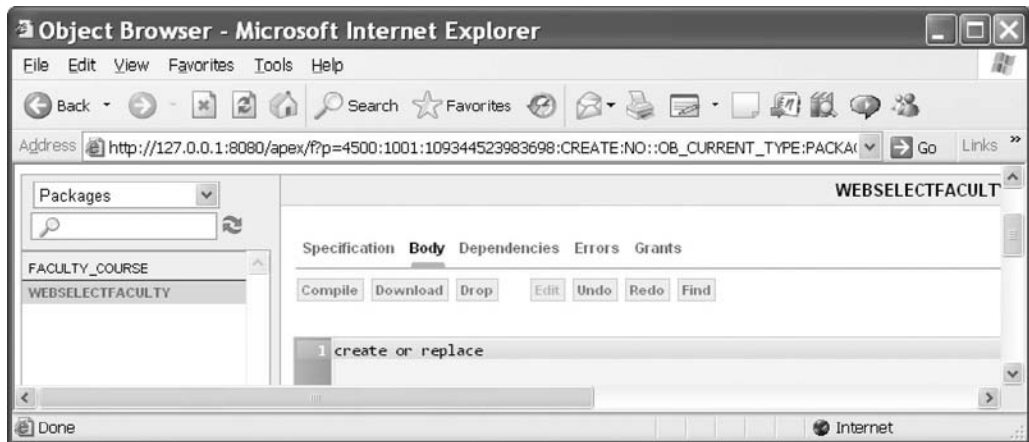 Object Browser - Microsoft Internet Explorer
File Edit View Favorites Tools Help
Back Search Favorites
Address http://127.0.0.1:8080/apex/f?p=4500:1001:109344523983698:CREATE:NO::OB_CURRENT_TYPE:PACKA( Go Links »
Packages
WEBSELECTFACULT
Specification Body Dependencies Errors Grants
FACULTY_COURSE
WEBSELECTFACULTY
Compile Download Drop Edit Undo Redo Find
1 create or replace
Done Internet